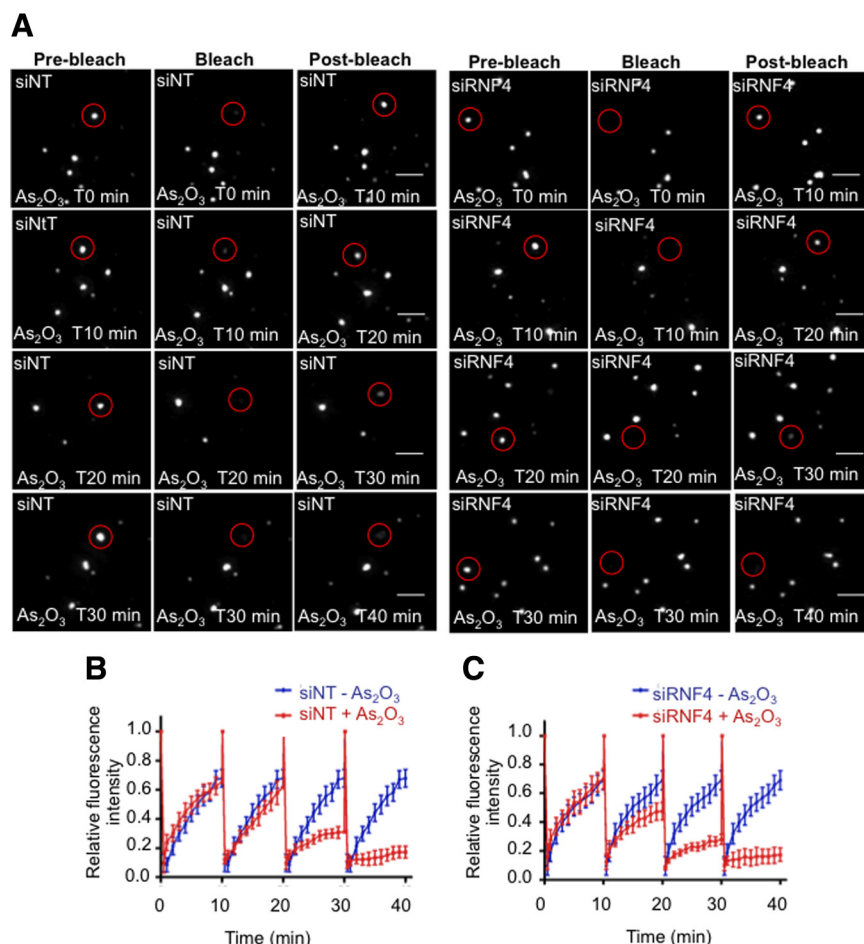 A
Pre-bleach Bleach Post-bleach Pre-bleach Bleach Post-bleach
siNT siNT siNT siRNF4 siRNF4 siRNF4
As₂O₃ T0 min As₂O₃ T0 min As₂O₃ T10 min As₂O₃ T0 min As₂O₃ T0 min As₂O₃ T10 min
siNtT siNT siNT siRNF4 siRNF4 siRNF4
As₂O₃ T10 min As₂O₃ T10 min As₂O₃ T20 min As₂O₃ T10 min As₂O₃ T10 min As₂O₃ T20 min
siNT siNT siNT siRNF4 siRNF4 siRNF4
As₂O₃ T20 min As₂O₃ T20 min As₂O₃ T30 min As₂O₃ T20 min As₂O₃ T20 min As₂O₃ T30 min
siNT siNT siNT siRNF4 siRNF4 siRNF4
As₂O₃ T30 min As₂O₃ T30 min As₂O₃ T40 min As₂O₃ T30 min As₂O₃ T30 min As₂O₃ T40 min
B
siNT - As₂O₃
siNT + As₂O₃
Relative fluorescence
intensity
1.0
0.8
0.6
0.4
0.2
0.0
0 10 20 30 40
Time (min)
C
siRNF4 - As₂O₃
siRNF4 + As₂O₃
Relative fluorescence
intensity
1.0
0.8
0.6
0.4
0.2
0.0
0 10 20 30 40
Time (min)